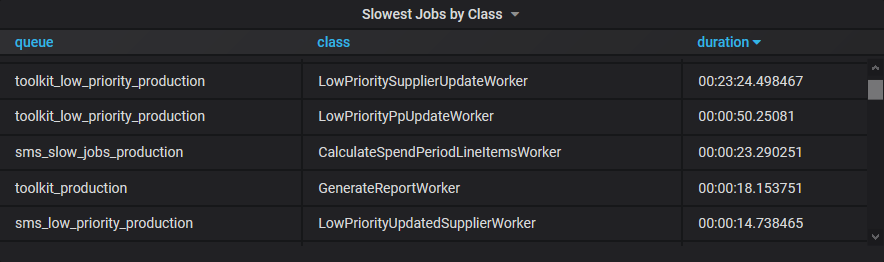 Slowest Jobs by Class
queue class duration
toolkit_low_priority_production LowPrioritySupplierUpdateWorker 00:23:24.498467
toolkit_low_priority_production LowPriorityPpUpdateWorker 00:00:50.25081
sms_slow_jobs_production CalculateSpendPeriodLineItemsWorker 00:00:23.290251
toolkit_production GenerateReportWorker 00:00:18.153751
sms_low_priority_production LowPriorityUpdatedSupplierWorker 00:00:14.738465